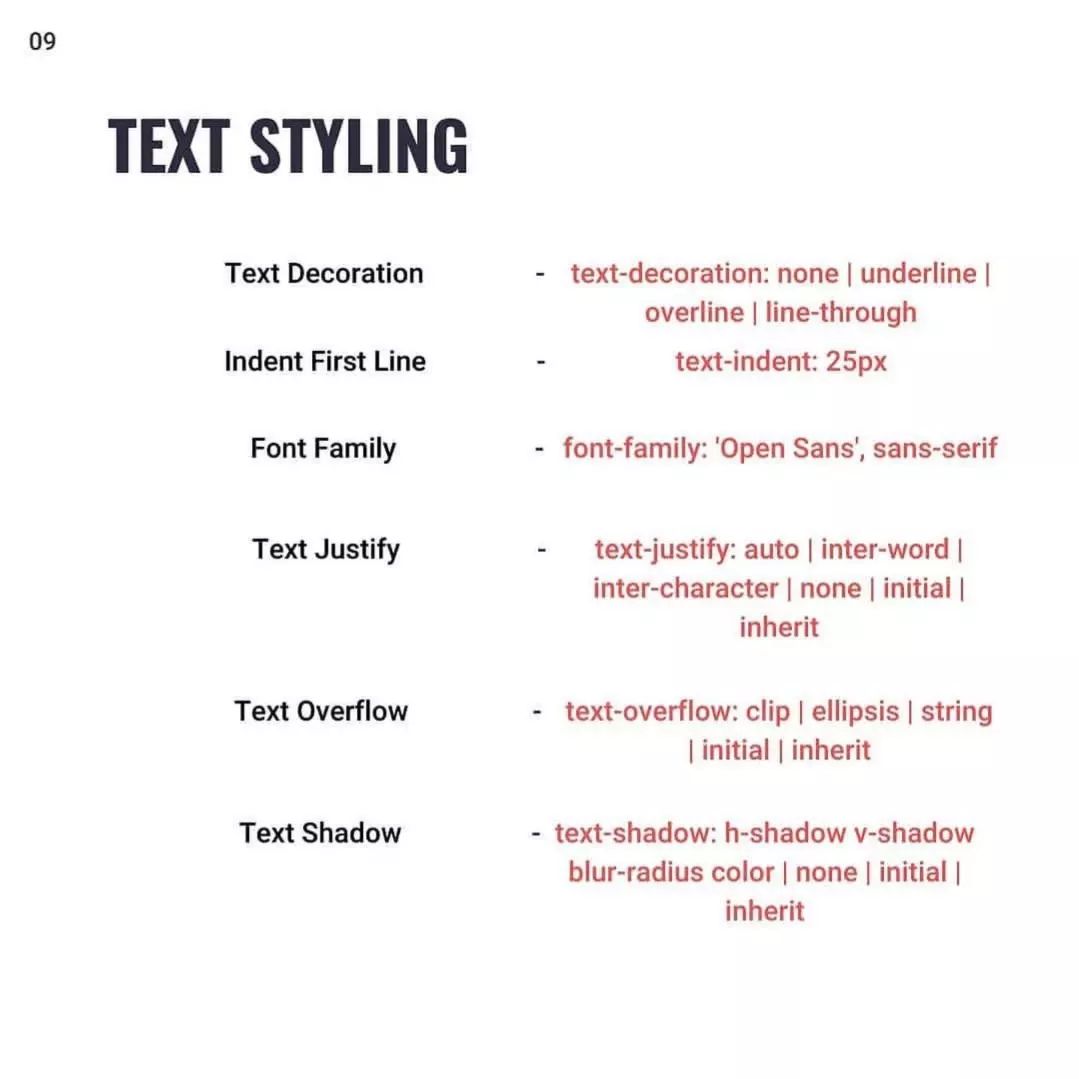 09
TEXT STYLING
Text Decoration - text-decoration: none | underline |
overline | line-through
Indent First Line - text-indent: 25px
Font Family - font-family: 'Open Sans', sans-serif
Text Justify - text-justify: auto | inter-word |
inter-character | none | initial |
inherit
Text Overflow - text-overflow: clip | ellipsis | string
| initial | inherit
Text Shadow - text-shadow: h-shadow v-shadow
blur-radius color | none | initial |
inherit